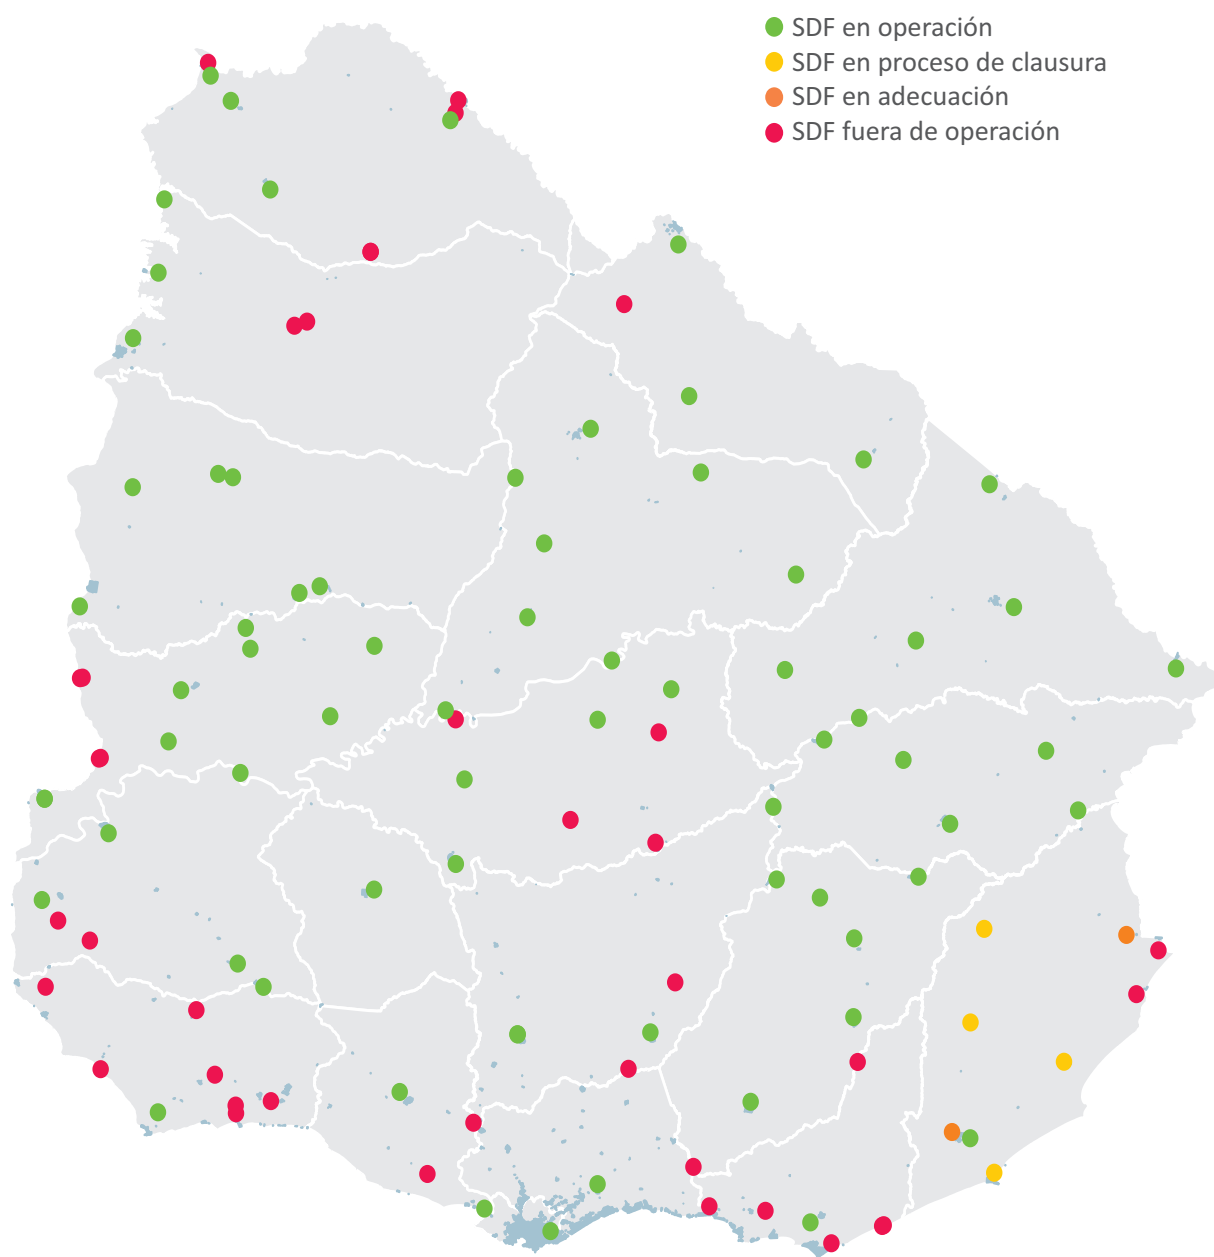 SDF en operación
SDF en proceso de clausura
SDF en adecuación
SDF fuera de operación